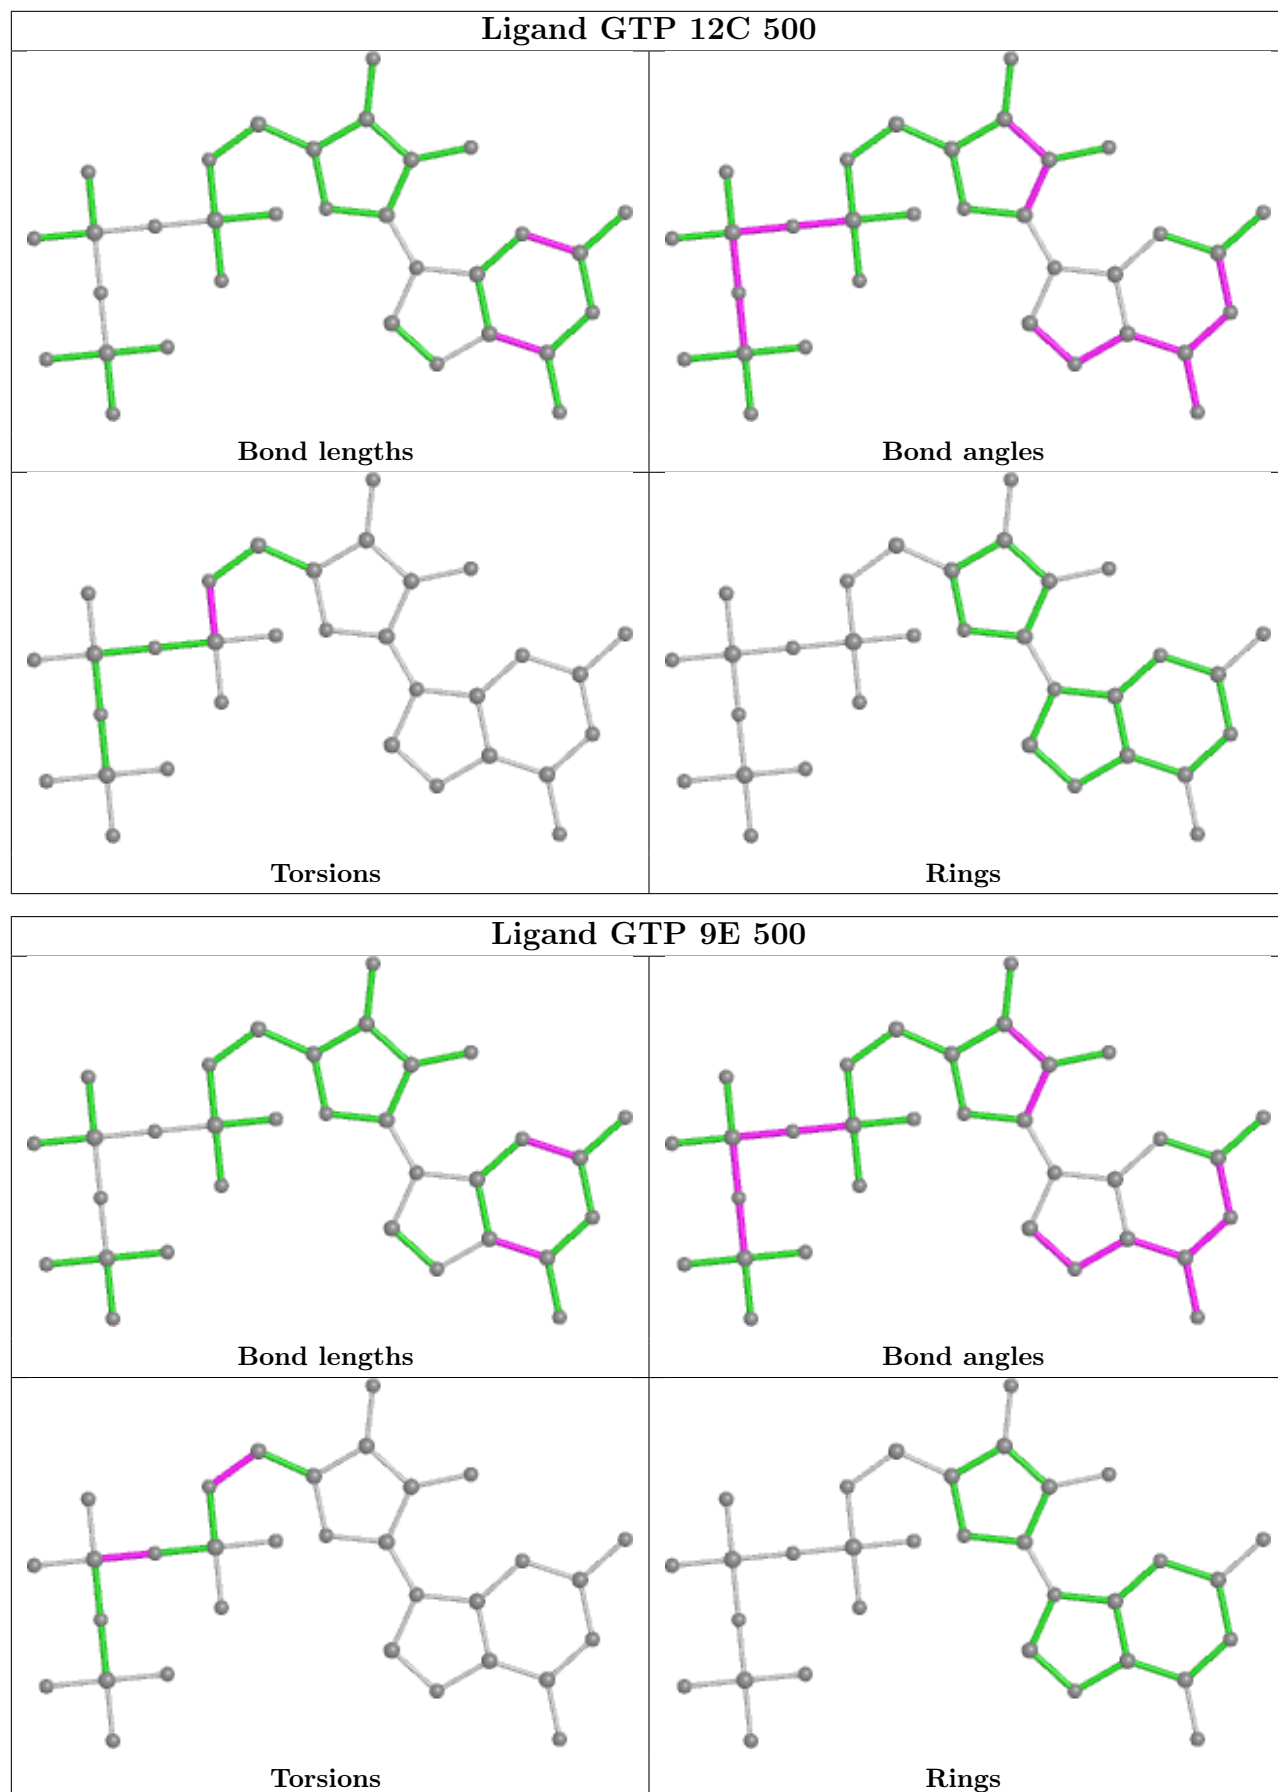 Ligand GTP 12C 500
Bond lengths
Bond angles
Torsions
Rings
Ligand GTP 9E 500
Bond lengths
Bond angles
Torsions
Rings